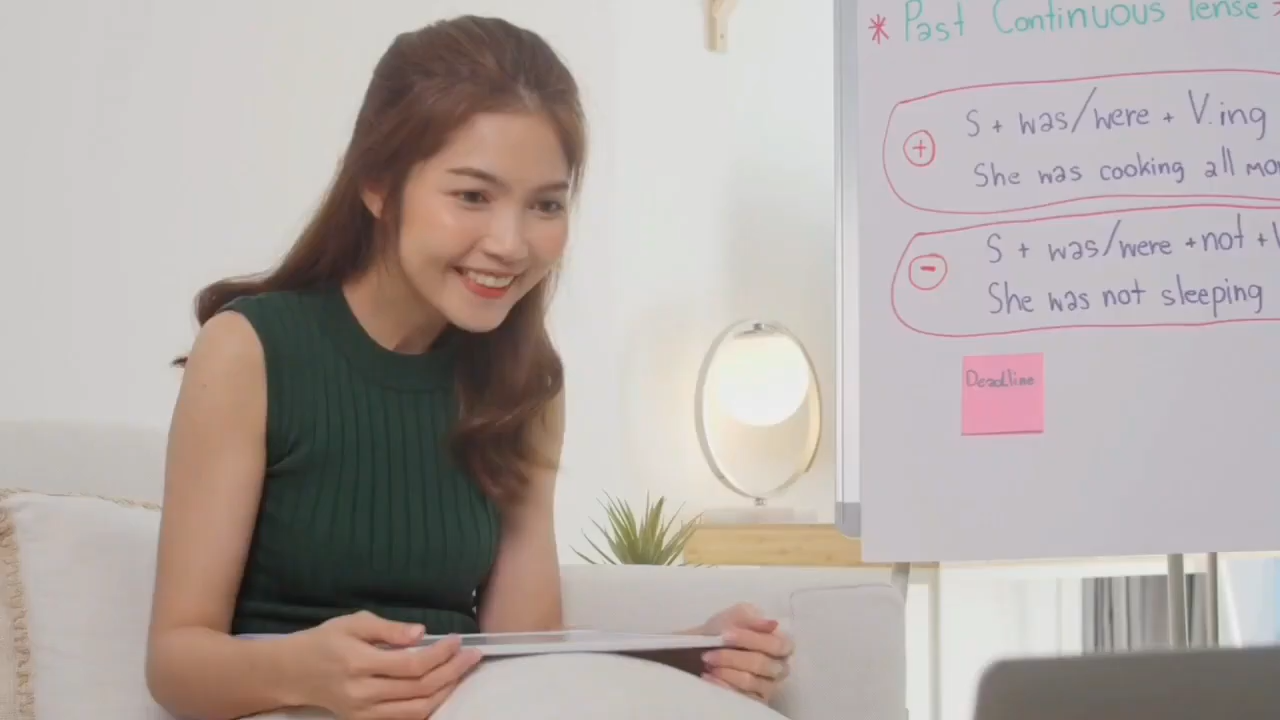 * Past Continuous Tense
+ S + was/were + V.ing
She was cooking all
- S + was/were +not +
She was not sleeping
Deadline